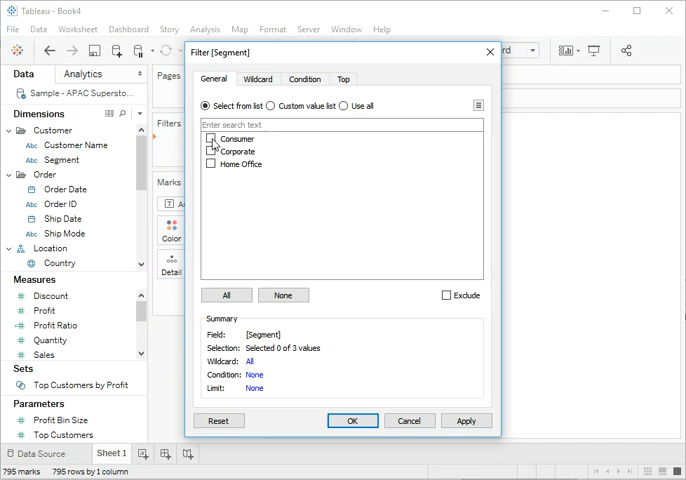 Tableau - Book4
File Data Worksheet Dashboard Story Analysis Map Format Server Window Help
Data Analytics
Sample - APAC Supersto...
Dimensions
Customer
Abc Customer Name
Abc Segment
Order
Order Date
Abc Order ID
Ship Date
Abc Ship Mode
Location
Country
Measures
# Discount
# Profit
# Profit Ratio
# Quantity
# Sales
Sets
Top Customers by Profit
Parameters
# Profit Bin Size
# Top Customers
Pages
Filters
Marks
Color
Detail
Filter [Segment]
General Wildcard Condition Top
Select from list Custom value list Use all
Enter search text
Consumer
Corporate
Home Office
All None Exclude
Summary
Field: [Segment]
Selection: Selected 0 of 3 values
Wildcard: All
Condition: None
Limit: None
Reset OK Cancel Apply
Data Source Sheet 1
795 marks 795 rows by 1 column